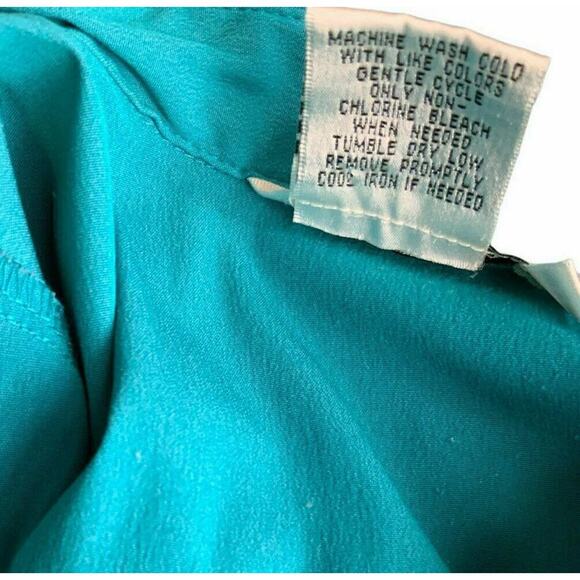 MACHINE WASH COLD
WITH LIKE COLORS
GENTLE CYCLE
ONLY NON-
CHLORINE BLEACH
WHEN NEEDED
TUMBLE DRY LOW
REMOVE PROMPTLY
COOL IRON IF NEEDED